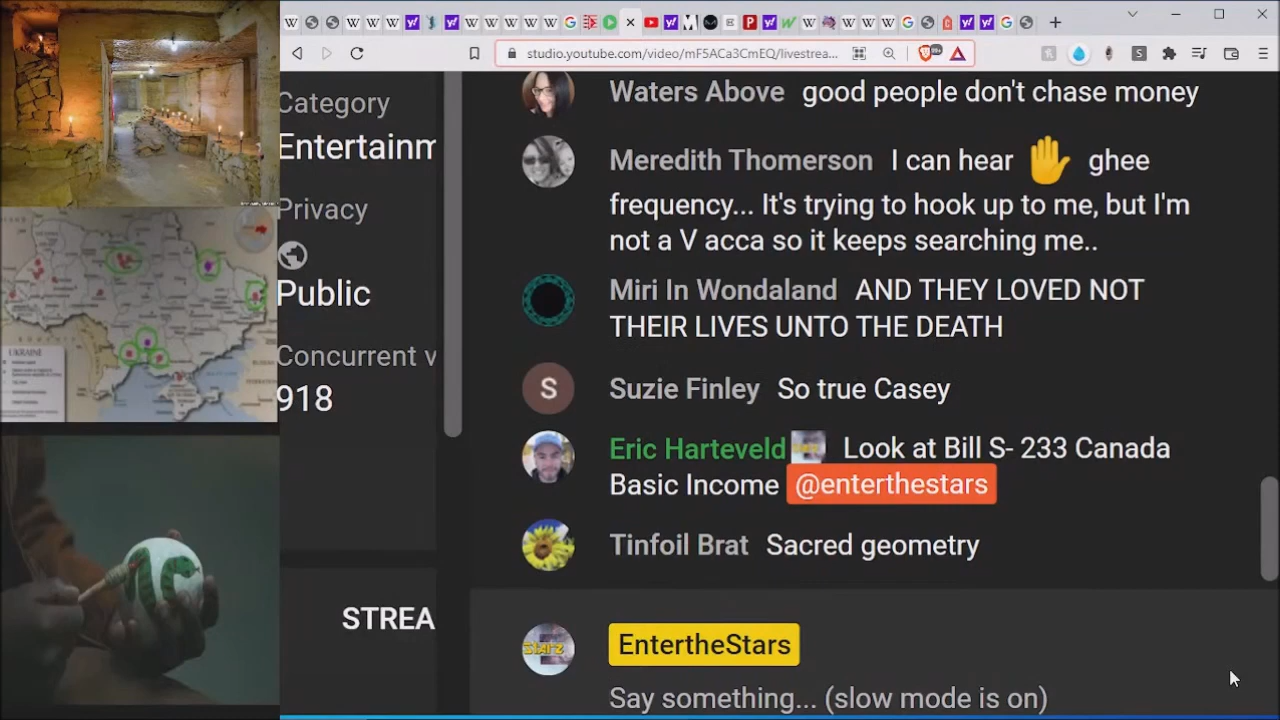 studio.youtube.com/video/mF5ACa3CmEQ/livestrea...
99+
S
Category
Entertainm
Privacy
Public
Concurrent v
918
STREA
Waters Above good people don't chase money
Meredith Thomerson I can hear ghee
frequency... It's trying to hook up to me, but I'm
not a V acca so it keeps searching me..
Miri In Wondaland AND THEY LOVED NOT
THEIR LIVES UNTO THE DEATH
S
Suzie Finley So true Casey
Eric Harteveld Look at Bill S- 233 Canada
Basic Income @enterthestars
Tinfoil Brat Sacred geometry
EntertheStars
Say something... (slow mode is on)
UKRAINE